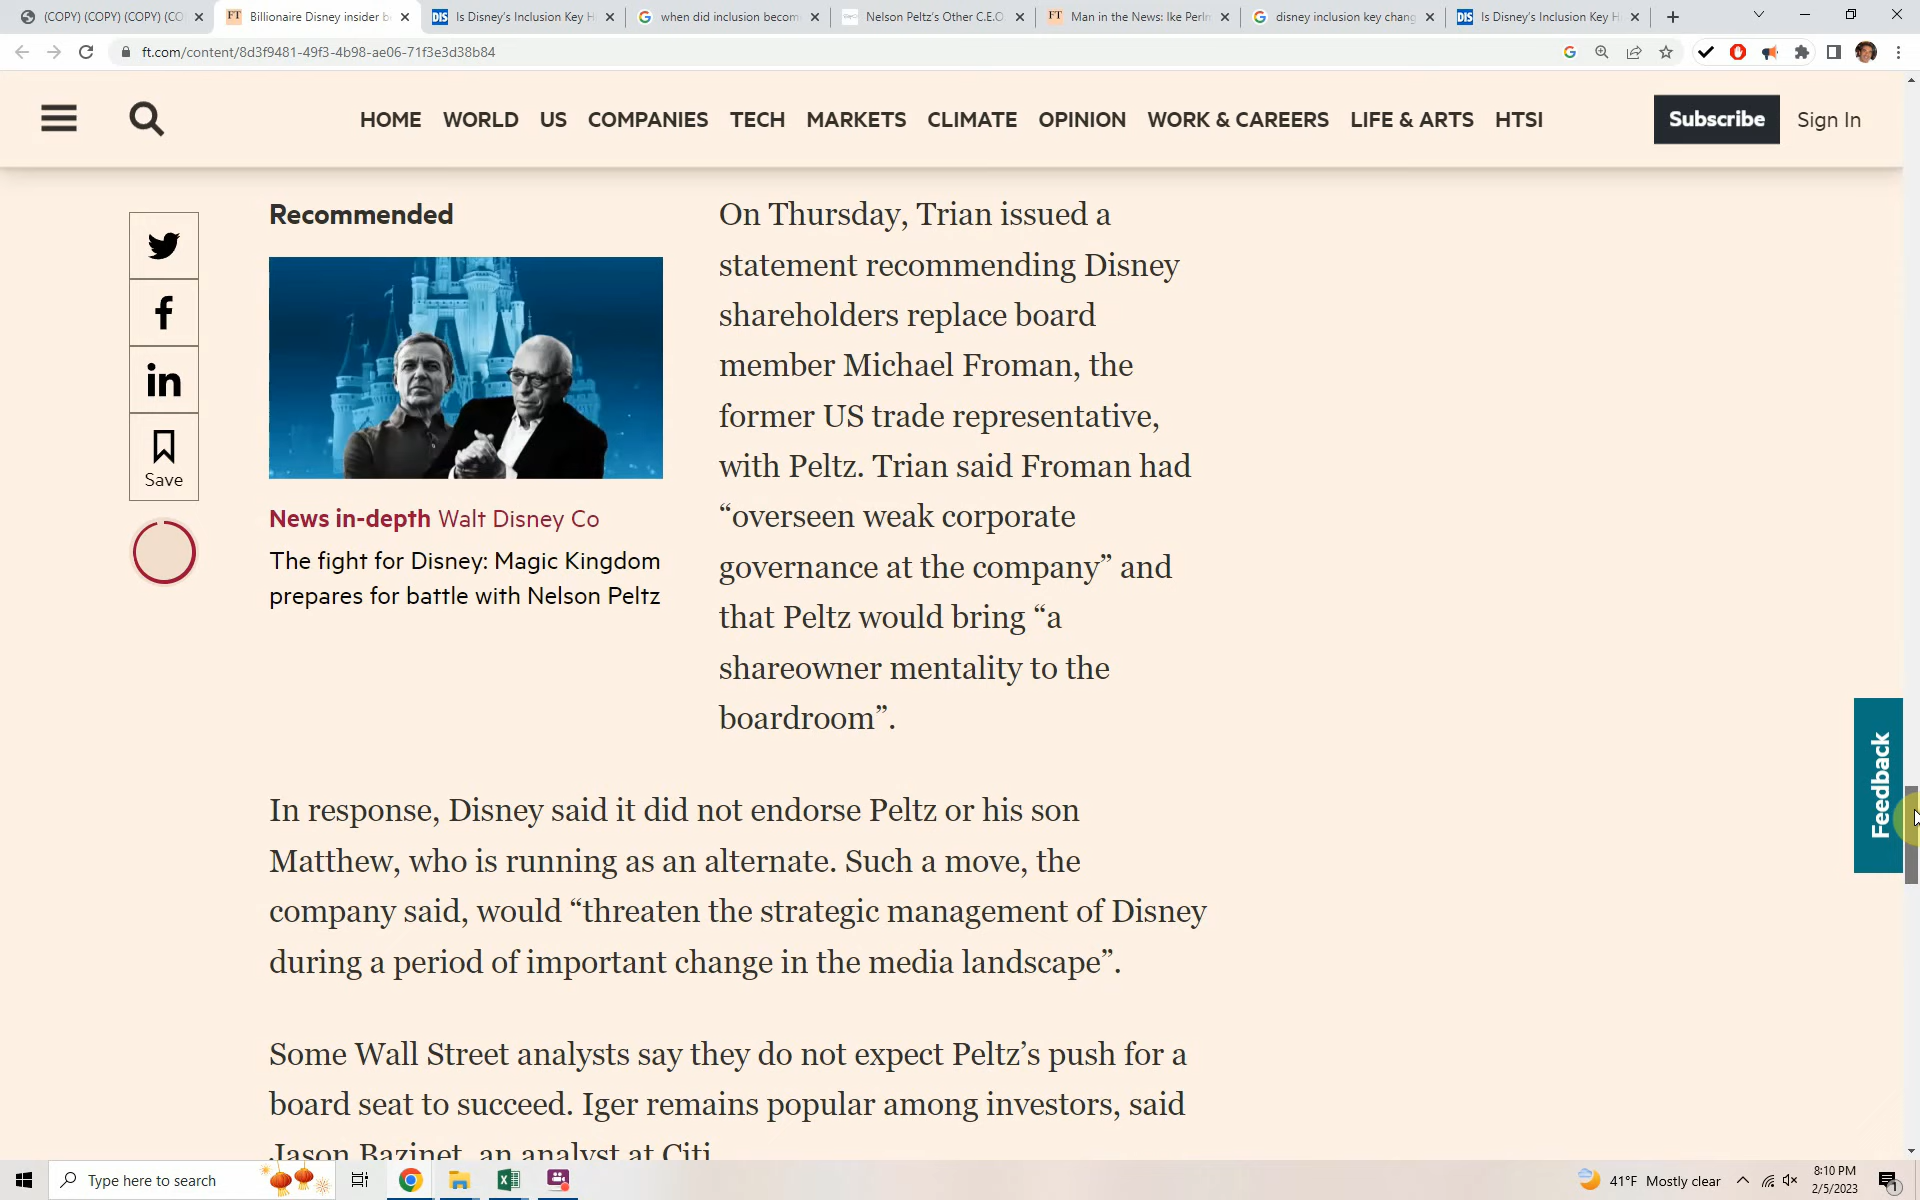 (COPY) (COPY) (COPY) (CO
FT Billionaire Disney insider b
DIS Is Disney's Inclusion Key H
when did inclusion becom
Nelson Peltz's Other C.E.O
FT Man in the News: Ike Perl
disney inclusion key chang
DIS Is Disney's Inclusion Key H
ft.com/content/8d3f9481-49f3-4b98-ae06-71f3e3d38b84
HOME WORLD US COMPANIES TECH MARKETS CLIMATE OPINION WORK & CAREERS LIFE & ARTS HTSI
Subscribe
Sign In
Save
Recommended
News in-depth Walt Disney Co
The fight for Disney: Magic Kingdom
prepares for battle with Nelson Peltz
On Thursday, Trian issued a
statement recommending Disney
shareholders replace board
member Michael Froman, the
former US trade representative,
with Peltz. Trian said Froman had
“overseen weak corporate
governance at the company” and
that Peltz would bring “a
shareowner mentality to the
boardroom”.
In response, Disney said it did not endorse Peltz or his son
Matthew, who is running as an alternate. Such a move, the
company said, would “threaten the strategic management of Disney
during a period of important change in the media landscape”.
Some Wall Street analysts say they do not expect Peltz’s push for a
board seat to succeed. Iger remains popular among investors, said
Jason Bazinet, an analyst at Citi
Feedback
Type here to search
41°F Mostly clear
8:10 PM
2/5/2023
1